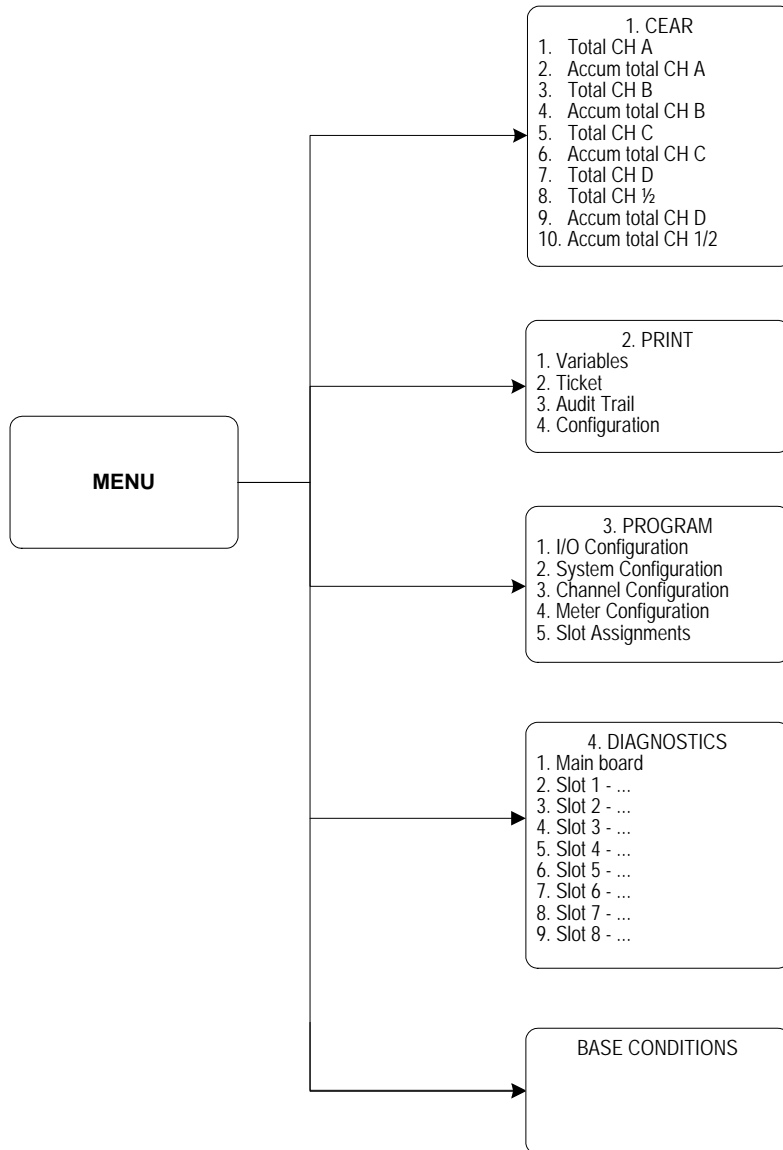 MENU
1. CEAR
1. Total CH A
2. Accum total CH A
3. Total CH B
4. Accum total CH B
5. Total CH C
6. Accum total CH C
7. Total CH D
8. Total CH ½
9. Accum total CH D
10. Accum total CH 1/2
2. PRINT
1. Variables
2. Ticket
3. Audit Trail
4. Configuration
3. PROGRAM
1. I/O Configuration
2. System Configuration
3. Channel Configuration
4. Meter Configuration
5. Slot Assignments
4. DIAGNOSTICS
1. Main board
2. Slot 1 - ...
3. Slot 2 - ...
4. Slot 3 - ...
5. Slot 4 - ...
6. Slot 5 - ...
7. Slot 6 - ...
8. Slot 7 - ...
9. Slot 8 - ...
BASE CONDITIONS